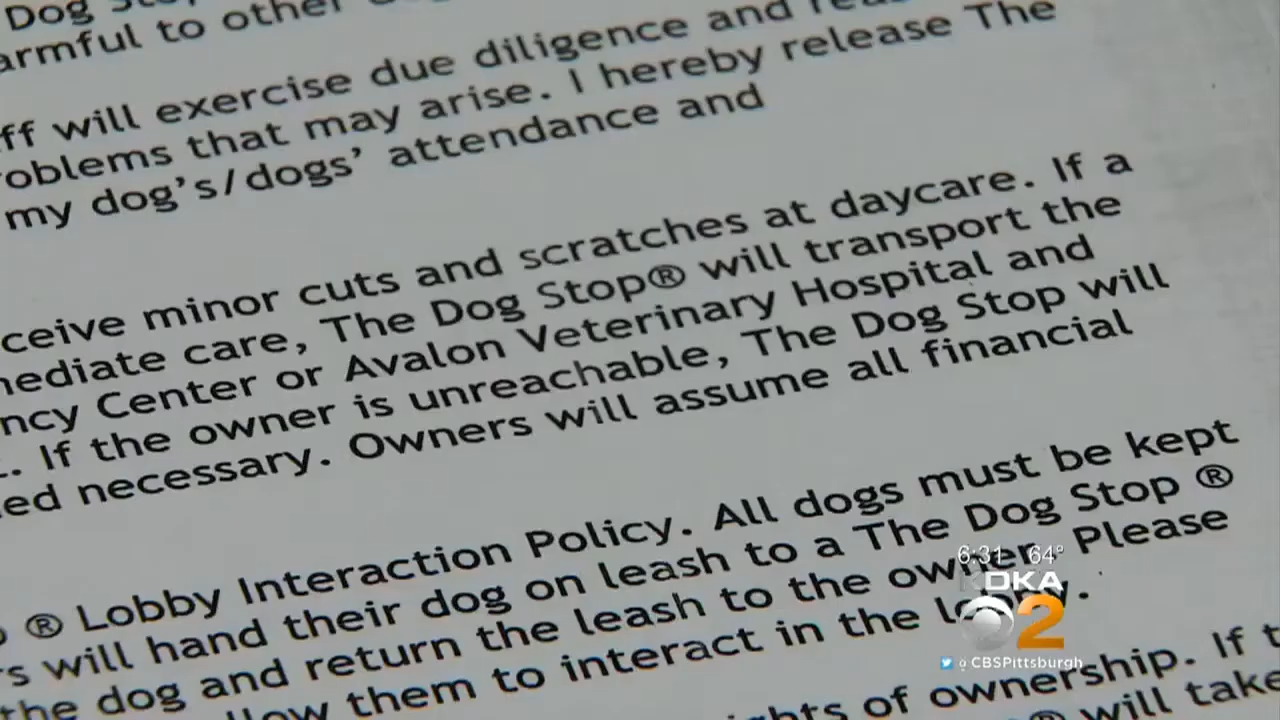 Dog
armful to other
ff will exercise due diligence and
roblems that may arise. I hereby release The
my dog's/dogs' attendance and
ceive minor cuts and scratches at daycare. If a
mediate care, The Dog Stop® will transport the
ncy Center or Avalon Veterinary Hospital and
. If the owner is unreachable, The Dog Stop will
ed necessary. Owners will assume all financial
® Lobby Interaction Policy. All dogs must be kept
s will hand their dog on leash to a The Dog Stop ®
the dog and return the leash to the owner. Please
llow them to interact in the lobby.
ghts of ownership. If t
® will take
6:31 64°
KDKA
2
@CBSPittsburgh